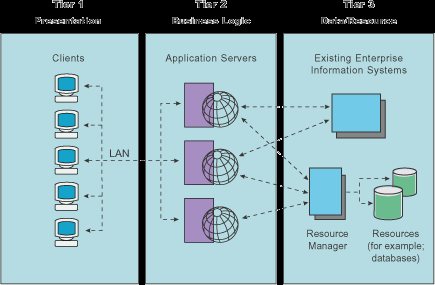 Tier 1
Presentation
Tier 2
Business Logic
Tier 3
Data/Resource
Clients
LAN
Application Servers
Existing Enterprise
Information Systems
Resource
Manager
Resources
(for example;
databases)